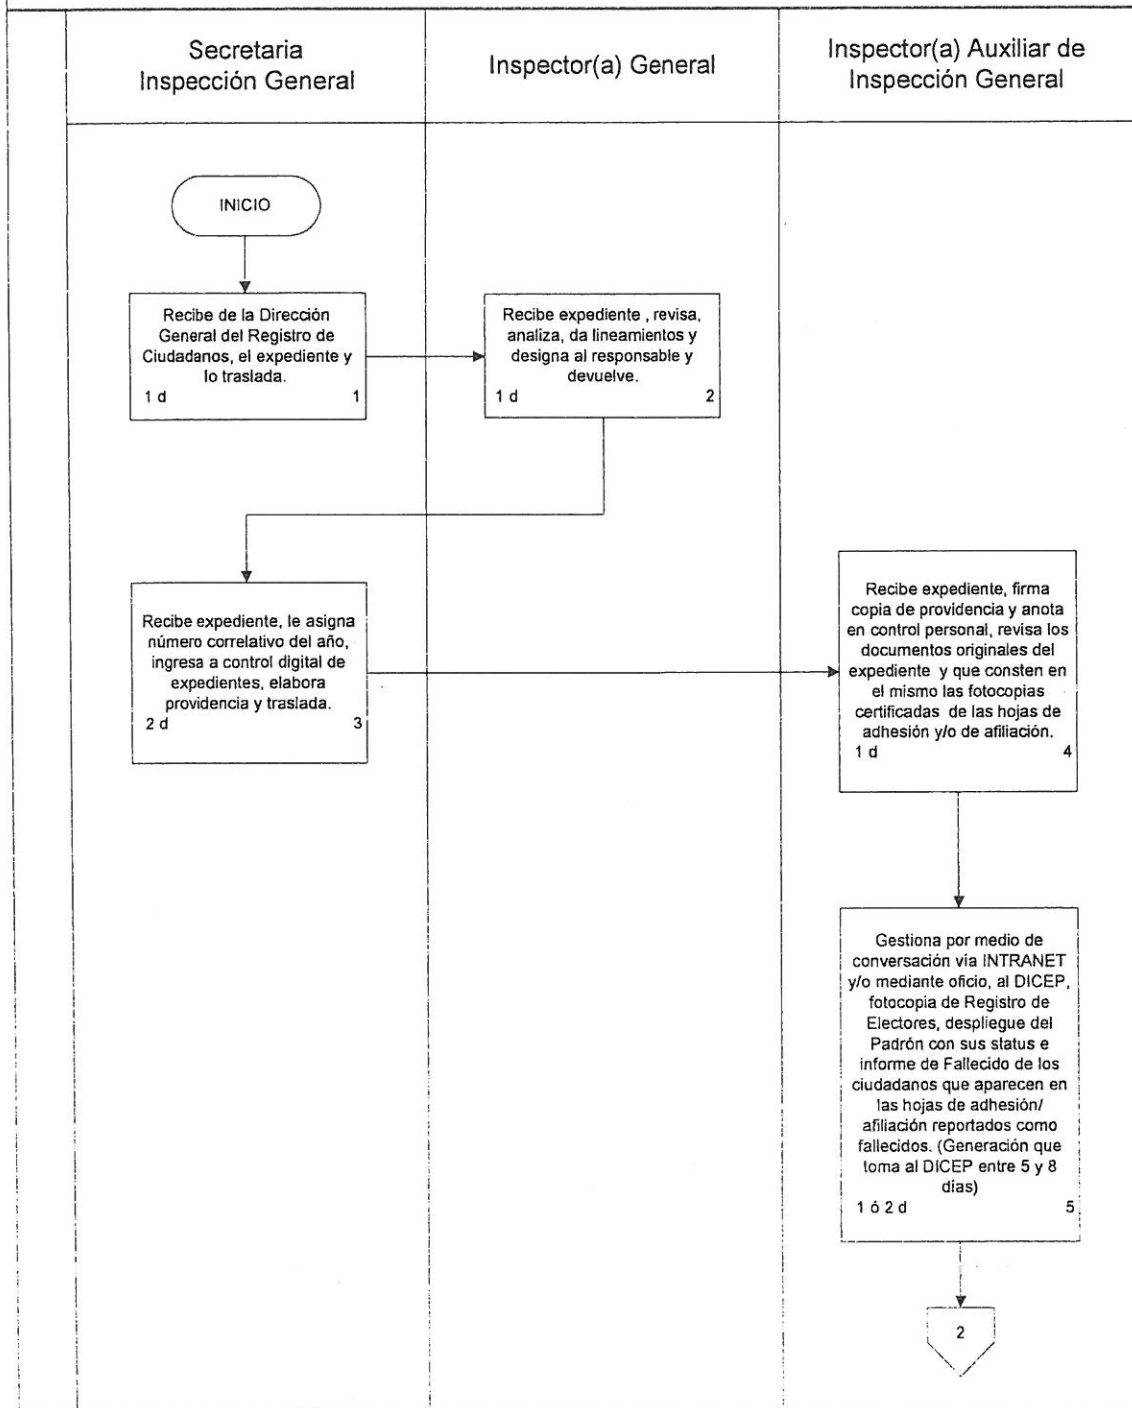 Secretaria
Inspección General
Inspector(a) General
Inspector(a) Auxiliar de
Inspección General
INICIO
Recibe de la Dirección
General del Registro de
Ciudadanos, el expediente y
lo traslada.
1 d 1
Recibe expediente , revisa,
analiza, da lineamientos y
designa al responsable y
devuelve.
1 d 2
Recibe expediente, le asigna
número correlativo del año,
ingresa a control digital de
expedientes, elabora
providencia y traslada.
2 d 3
Recibe expediente, firma
copia de providencia y anota
en control personal, revisa los
documentos originales del
expediente y que consten en
el mismo las fotocopias
certificadas de las hojas de
adhesión y/o de afiliación.
1 d 4
Gestiona por medio de
conversación vía INTRANET
y/o mediante oficio, al DICEP,
fotocopia de Registro de
Electores, despliegue del
Padrón con sus status e
informe de Fallecido de los
ciudadanos que aparecen en
las hojas de adhesión/
afiliación reportados como
fallecidos. (Generación que
toma al DICEP entre 5 y 8
días)
1 ó 2 d 5
2